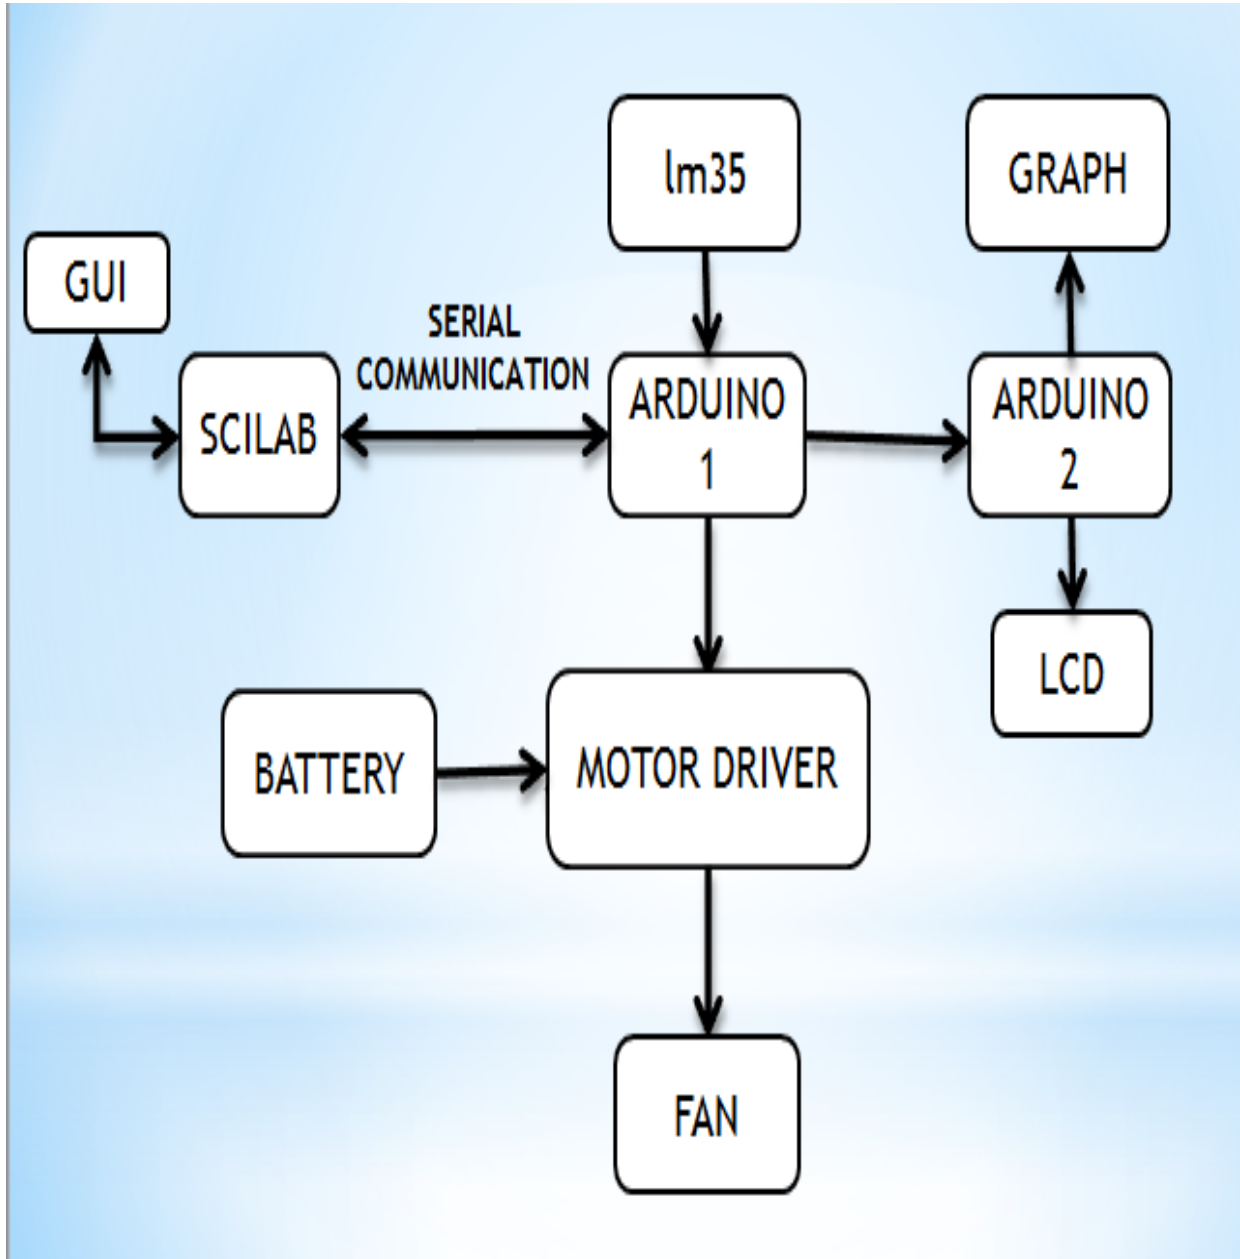 lm35
GRAPH
GUI
SERIAL
COMMUNICATION
SCILAB
ARDUINO
1
ARDUINO
2
LCD
BATTERY
MOTOR DRIVER
FAN